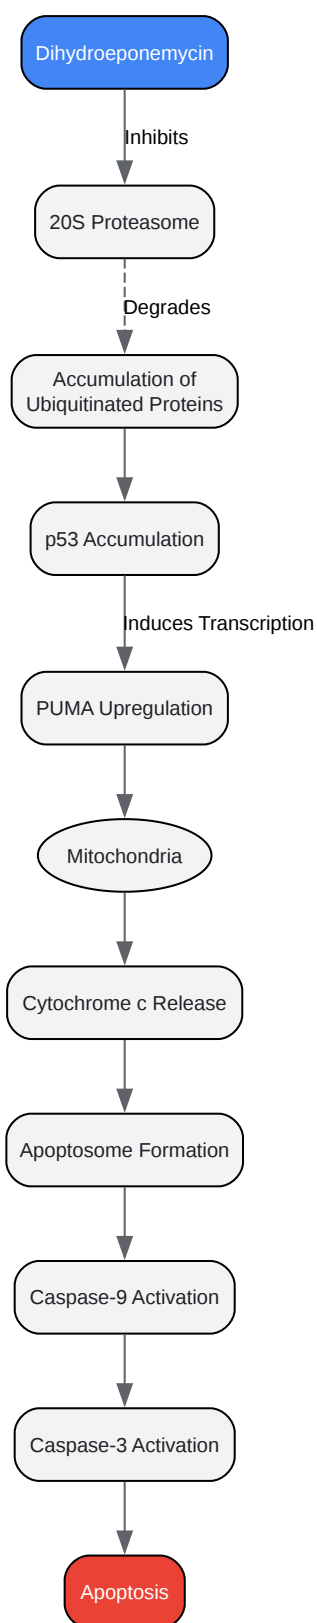 Dihydroeponemycin
Inhibits
20S Proteasome
Degrades
Accumulation of
Ubiquitinated Proteins
p53 Accumulation
Induces Transcription
PUMA Upregulation
Mitochondria
Cytochrome c Release
Apoptosome Formation
Caspase-9 Activation
Caspase-3 Activation
Apoptosis